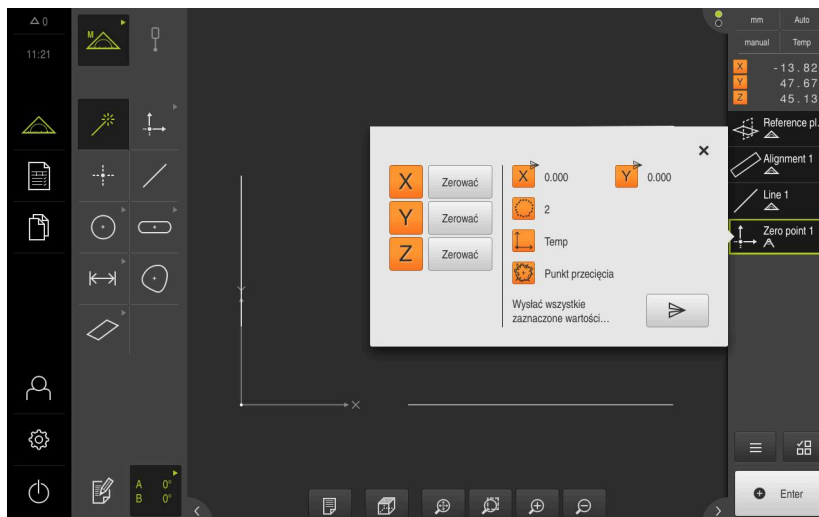 0
11:21
M
A 0°
B 0°
X Zerować
Y Zerować
Z Zerować
X 0.000 Y 0.000
2
Temp
Punkt przecięcia
Wysłać wszystkie
zaznaczone wartości...
Y
X
mm Auto
manual Temp
X -13.82
Y 47.67
Z 45.13
Reference pl.
Alignment 1
Line 1
Zero point 1
Enter